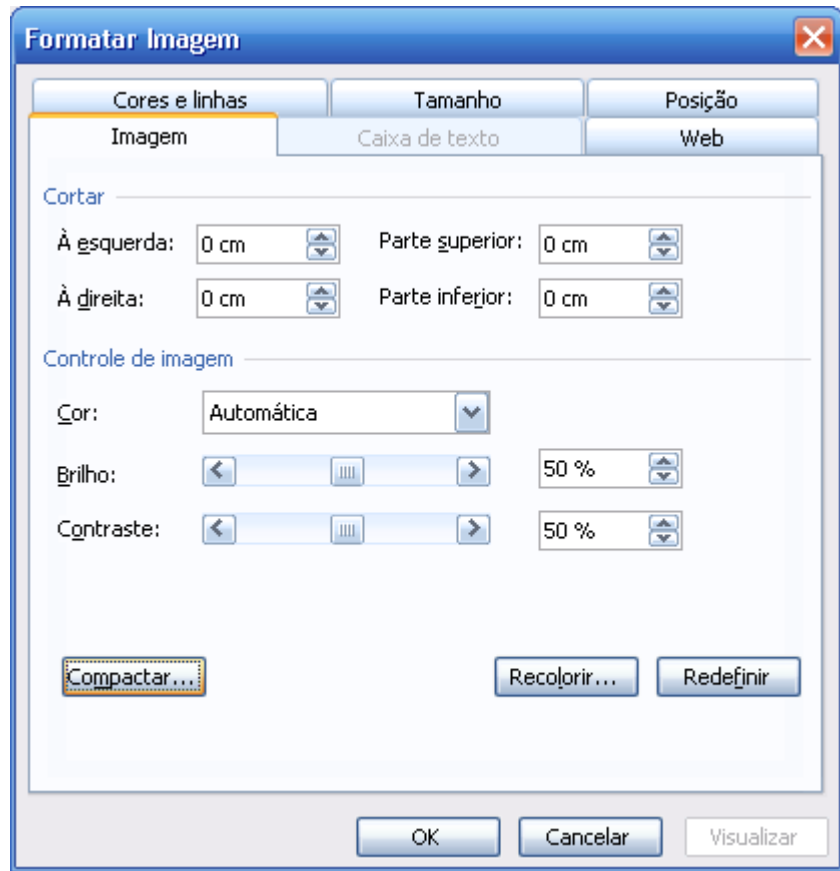 Formatar Imagem
Cores e linhas Tamanho Posição
Imagem Caixa de texto Web
Cortar
À esquerda: 0 cm Parte superior: 0 cm
À direita: 0 cm Parte inferior: 0 cm
Controle de imagem
Cor: Automática
Brilho: 50 %
Contraste: 50 %
Compactar... Recolorir... Redefinir
OK Cancelar Visualizar